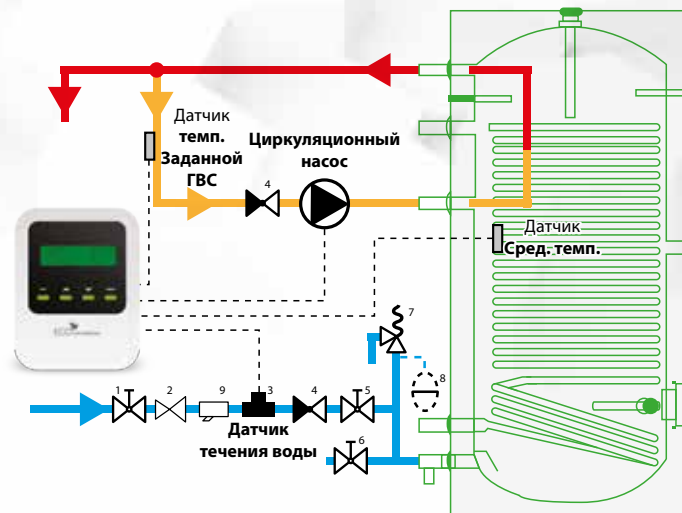 Датчик
темп.
Заданной
ГВС
Циркуляционный
насос
4
Датчик
Сред. темп.
7
8
1
2
9
3
4
5
6
Датчик
течения воды